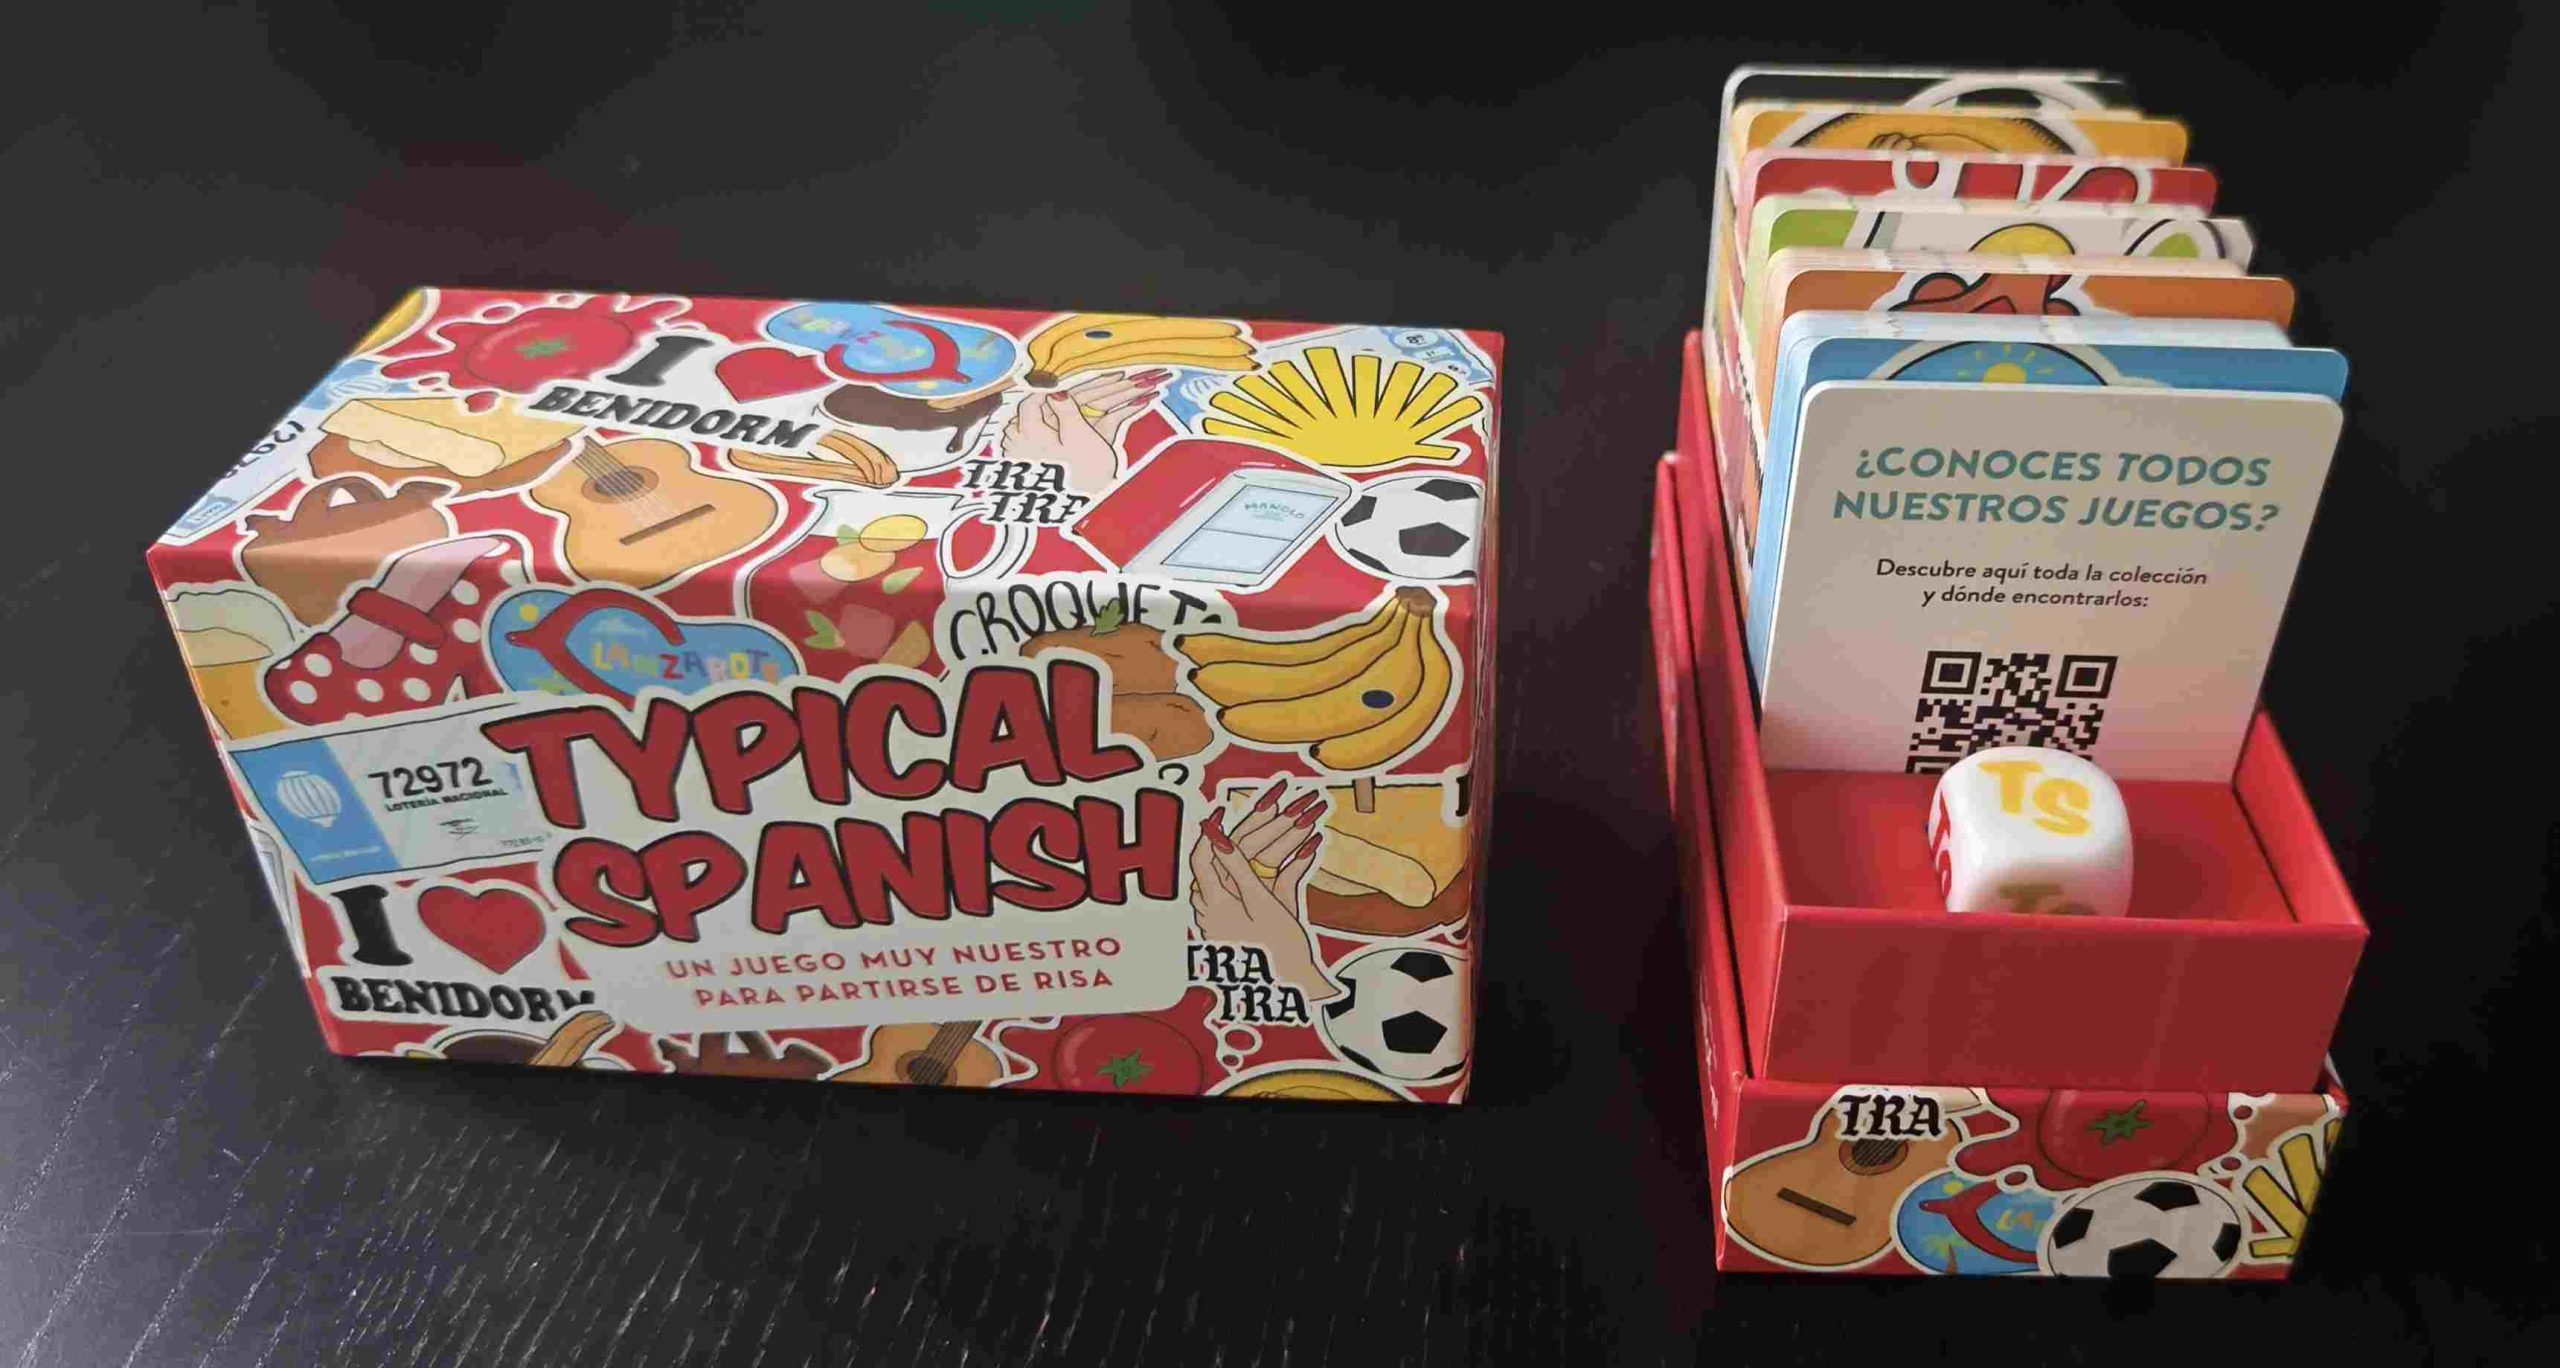 I
BENIDORM
TRA
TRA
MANOLO
CROQUET
LANZAROTE
TYPICAL
SPANISH
72972
LOTERÍA NACIONAL
I
BENIDORM
UN JUEGO MUY NUESTRO
PARA PARTIRSE DE RISA
TRA
TRA
¿CONOCES TODOS
NUESTROS JUEGOS?
Descubre aquí toda la colección
y dónde encontrarlos:
TS
TRA